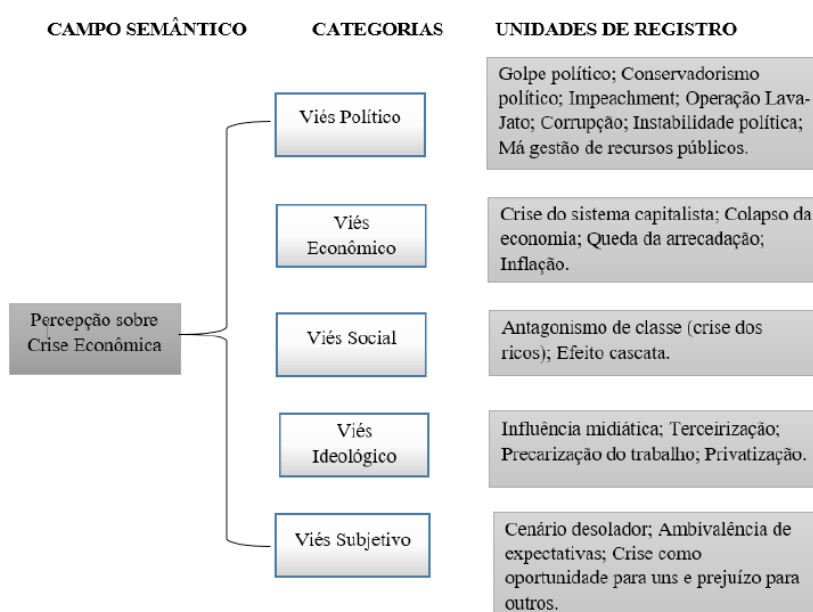 CAMPO SEMÂNTICO CATEGORIAS UNIDADES DE REGISTRO
Viés Político
Golpe político; Conservadorismo
político; Impeachment; Operação Lava-
Jato; Corrupção; Instabilidade política;
Má gestão de recursos públicos.
Viés
Econômico
Crise do sistema capitalista; Colapso da
economia; Queda da arrecadação;
Inflação.
Percepção sobre
Crise Econômica
Viés Social
Antagonismo de classe (crise dos
ricos); Efeito cascata.
Viés
Ideológico
Influência midiática; Terceirização;
Precarização do trabalho; Privatização.
Viés Subjetivo
Cenário desolador; Ambivalência de
expectativas; Crise como
oportunidade para uns e prejuízo para
outros.